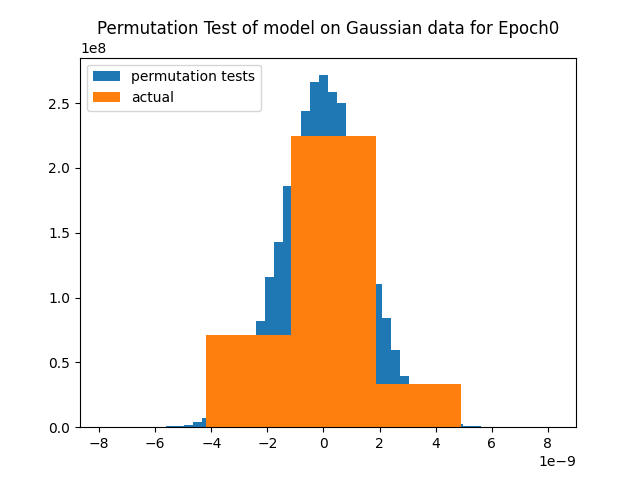 Permutation Test of model on Gaussian data for Epoch0
1e8
permutation tests
actual
2.5
2.0
1.5
1.0
0.5
0.0
−8 −6 −4 −2 0 2 4 6 8
1e−9